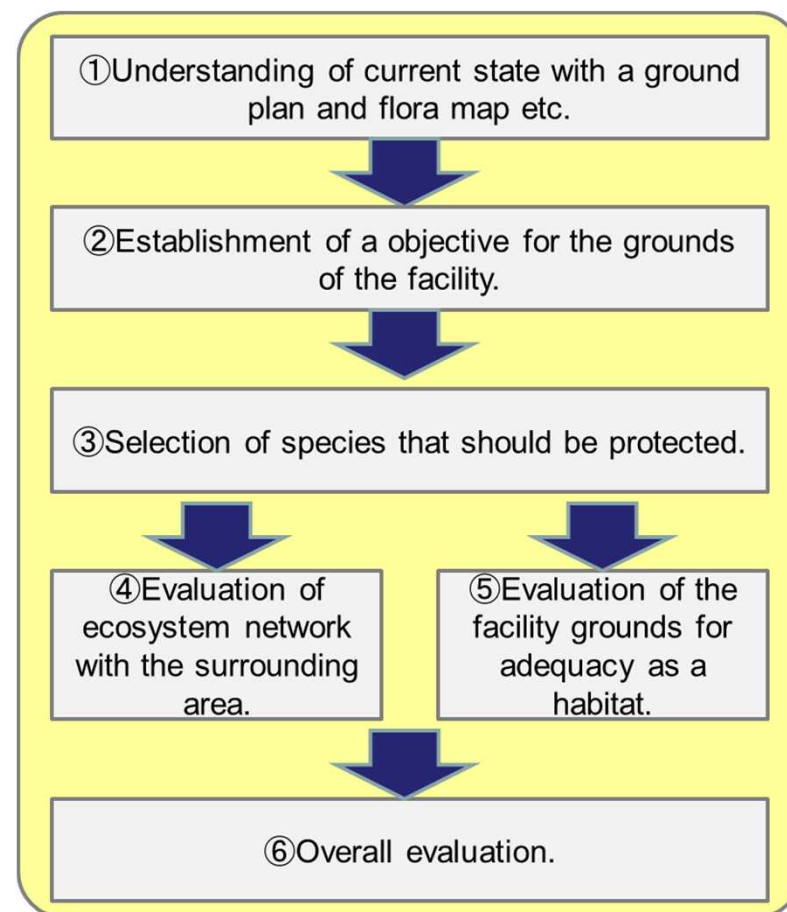 ①Understanding of current state with a ground
plan and flora map etc.
②Establishment of a objective for the grounds
of the facility.
③Selection of species that should be protected.
④Evaluation of
ecosystem network
with the surrounding
area.
⑤Evaluation of the
facility grounds for
adequacy as a
habitat.
⑥Overall evaluation.